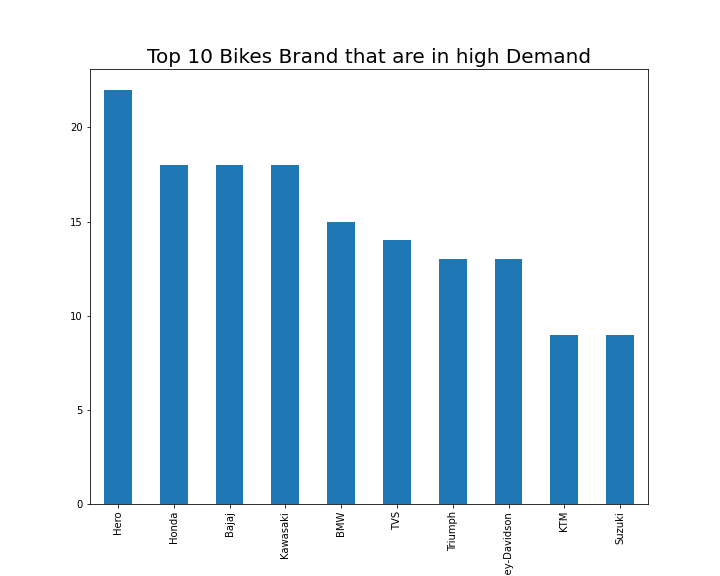 Top 10 Bikes Brand that are in high Demand
20
15
10
5
0
Hero
Honda
Bajaj
Kawasaki
BMW
TVS
Triumph
ey-Davidson
KTM
Suzuki